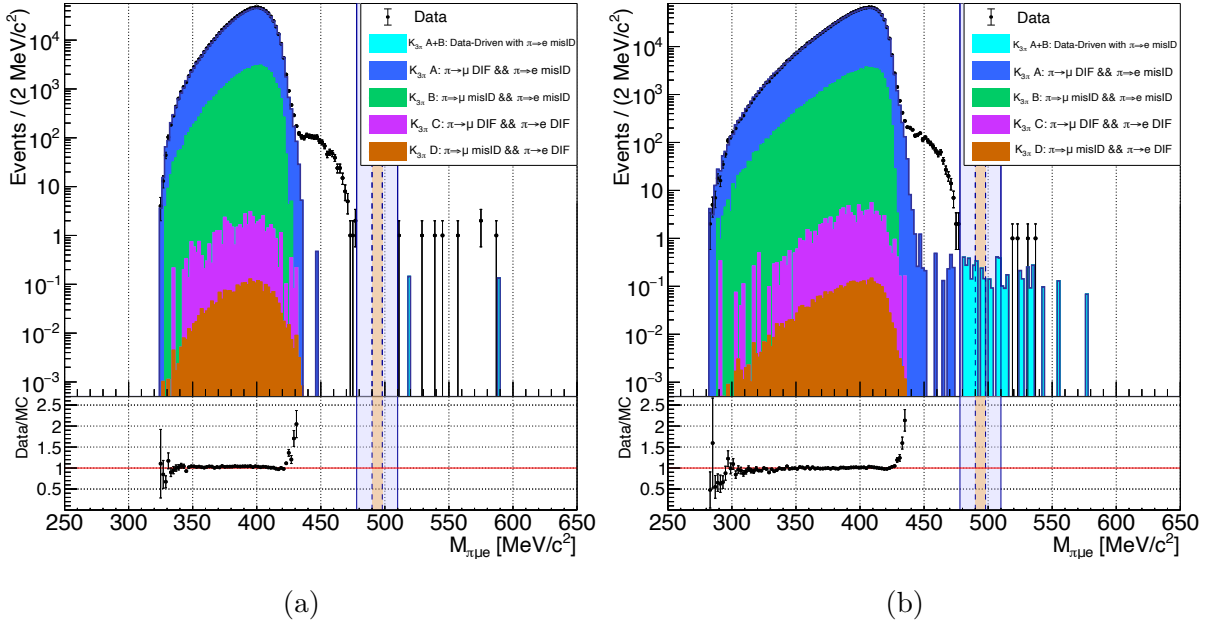 Events / (2 MeV/c²)
10⁴
10³
10²
10
1
10⁻¹
10⁻²
10⁻³
Data
K₃π A+B: Data-Driven with π⇒e misID
K₃π A: π→μ DIF && π⇒e misID
K₃π B: π⇒μ misID && π⇒e misID
K₃π C: π→μ DIF && π→e DIF
K₃π D: π⇒μ misID && π→e DIF
Data/MC
2.5
2
1.5
1
0.5
250 300 350 400 450 500 550 600 650
M_πμe [MeV/c²]
(a)
Events / (2 MeV/c²)
10⁴
10³
10²
10
1
10⁻¹
10⁻²
10⁻³
Data
K₃π A+B: Data-Driven with π⇒e misID
K₃π A: π→μ DIF && π⇒e misID
K₃π B: π⇒μ misID && π⇒e misID
K₃π C: π→μ DIF && π→e DIF
K₃π D: π⇒μ misID && π→e DIF
Data/MC
2.5
2
1.5
1
0.5
250 300 350 400 450 500 550 600 650
M_πμe [MeV/c²]
(b)